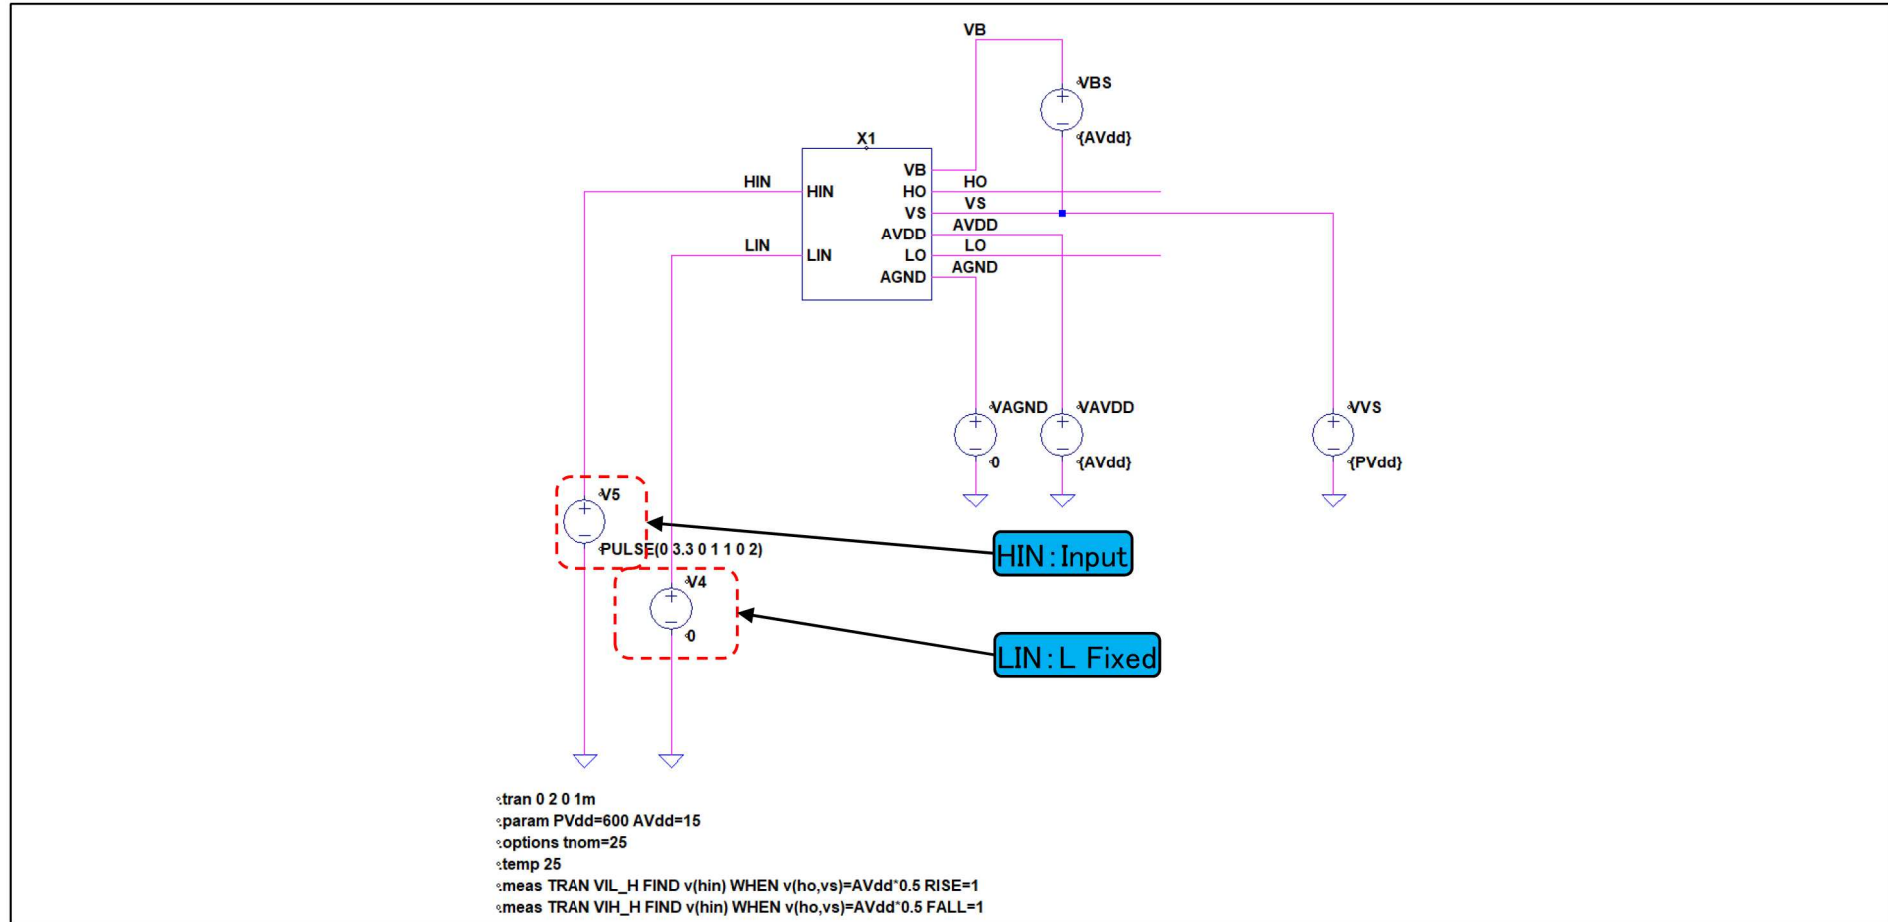 VB
VBS
{AVdd}
X1
VB
HIN
HIN
HO
HO
VS
VS
AVDD
AVDD
LIN
LIN
LO
LO
AGND
AGND
VAGND
0
VAVDD
{AVdd}
VVS
{PVdd}
V5
PULSE(0 3.3 0 1 1 0 2)
HIN:Input
V4
0
LIN:L Fixed
.tran 0 2 0 1m
.param PVdd=600 AVdd=15
.options tnom=25
.temp 25
.meas TRAN VIL_H FIND v(hin) WHEN v(ho,vs)=AVdd*0.5 RISE=1
.meas TRAN VIH_H FIND v(hin) WHEN v(ho,vs)=AVdd*0.5 FALL=1